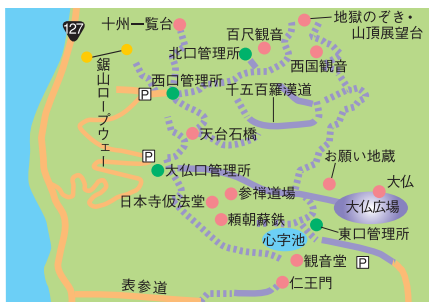 127
十州一覧台
百尺観音
地獄のぞき・
山頂展望台
北口管理所
西国観音
鋸山ロープウェー
西口管理所
P
千五百羅漢道
天台石橋
P
大仏口管理所
お願い地蔵
大仏
大仏広場
日本寺仮法堂
参禅道場
頼朝蘇鉄
心字池
東口管理所
観音堂
P
表参道
仁王門